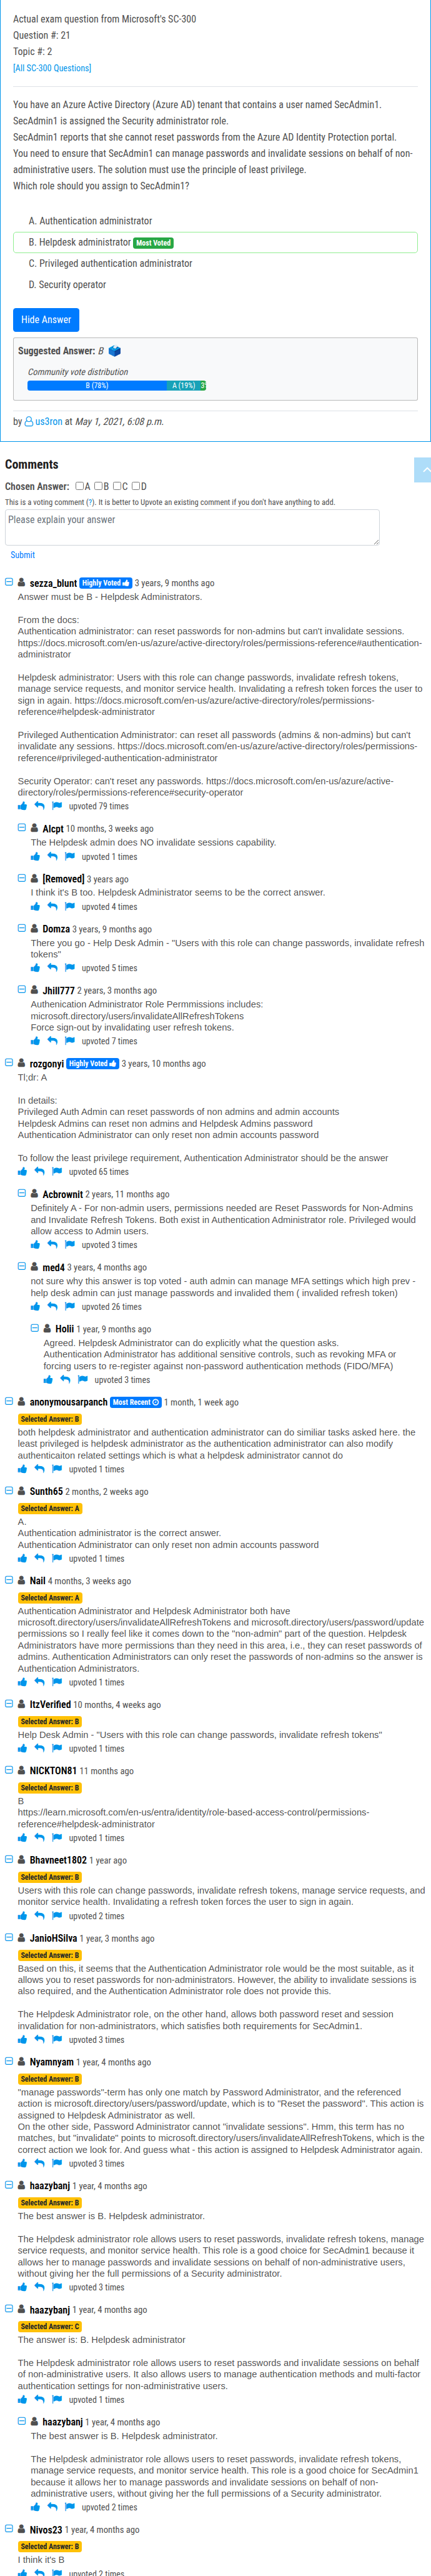 Actual exam question from Microsoft's SC-300
Question #: 21
Topic #: 2
[All SC-300 Questions]
You have an Azure Active Directory (Azure AD) tenant that contains a user named SecAdmin1.
SecAdmin1 is assigned the Security administrator role.
SecAdmin1 reports that she cannot reset passwords from the Azure AD Identity Protection portal.
You need to ensure that SecAdmin1 can manage passwords and invalidate sessions on behalf of non-
administrative users. The solution must use the principle of least privilege.
Which role should you assign to SecAdmin1?
A. Authentication administrator
B. Helpdesk administrator Most Voted
C. Privileged authentication administrator
D. Security operator
Hide Answer
Suggested Answer: B
Community vote distribution
B (78%) A (19%) 3
by us3ron at May 1, 2021, 6:08 p.m.
Comments
Chosen Answer: A B C D
This is a voting comment (?). It is better to Upvote an existing comment if you don't have anything to add.
Please explain your answer
Submit
sezza_blunt Highly Voted 3 years, 9 months ago
Answer must be B - Helpdesk Administrators.
From the docs:
Authentication administrator: can reset passwords for non-admins but can't invalidate sessions.
https://docs.microsoft.com/en-us/azure/active-directory/roles/permissions-reference#authentication-
administrator
Helpdesk administrator: Users with this role can change passwords, invalidate refresh tokens,
manage service requests, and monitor service health. Invalidating a refresh token forces the user to
sign in again. https://docs.microsoft.com/en-us/azure/active-directory/roles/permissions-
reference#helpdesk-administrator
Privileged Authentication Administrator: can reset all passwords (admins & non-admins) but can't
invalidate any sessions. https://docs.microsoft.com/en-us/azure/active-directory/roles/permissions-
reference#privileged-authentication-administrator
Security Operator: can't reset any passwords. https://docs.microsoft.com/en-us/azure/active-
directory/roles/permissions-reference#security-operator
upvoted 79 times
Alcpt 10 months, 3 weeks ago
The Helpdesk admin does NO invalidate sessions capability.
upvoted 1 times
[Removed] 3 years ago
I think it's B too. Helpdesk Administrator seems to be the correct answer.
upvoted 4 times
Domza 3 years, 9 months ago
There you go - Help Desk Admin - "Users with this role can change passwords, invalidate refresh
tokens"
upvoted 5 times
Jhill777 2 years, 3 months ago
Authenication Administrator Role Perrmmissions includes:
microsoft.directory/users/invalidateAllRefreshTokens
Force sign-out by invalidating user refresh tokens.
upvoted 7 times
rozgonyi Highly Voted 3 years, 10 months ago
Tl;dr: A
In details:
Privileged Auth Admin can reset passwords of non admins and admin accounts
Helpdesk Admins can reset non admins and Helpdesk Admins password
Authentication Administrator can only reset non admin accounts password
To follow the least privilege requirement, Authentication Administrator should be the answer
upvoted 65 times
Acbrownit 2 years, 11 months ago
Definitely A - For non-admin users, permissions needed are Reset Passwords for Non-Admins
and Invalidate Refresh Tokens. Both exist in Authentication Administrator role. Privileged would
allow access to Admin users.
upvoted 3 times
med4 3 years, 4 months ago
not sure why this answer is top voted - auth admin can manage MFA settings which high prev -
help desk admin can just manage passwords and invalided them ( invalided refresh token)
upvoted 26 times
Holii 1 year, 9 months ago
Agreed. Helpdesk Administrator can do explicitly what the question asks.
Authentication Administrator has additional sensitive controls, such as revoking MFA or
forcing users to re-register against non-password authentication methods (FIDO/MFA)
upvoted 3 times
anonymousarpanch Most Recent 1 month, 1 week ago
Selected Answer: B
both helpdesk administrator and authentication administrator can do similiar tasks asked here. the
least privileged is helpdesk administrator as the authentication administrator can also modify
authenticaiton related settings which is what a helpdesk administrator cannot do
upvoted 1 times
Sunth65 2 months, 2 weeks ago
Selected Answer: A
A.
Authentication administrator is the correct answer.
Authentication Administrator can only reset non admin accounts password
upvoted 1 times
Nail 4 months, 3 weeks ago
Selected Answer: A
Authentication Administrator and Helpdesk Administrator both have
microsoft.directory/users/invalidateAllRefreshTokens and microsoft.directory/users/password/update
permissions so I really feel like it comes down to the "non-admin" part of the question. Helpdesk
Administrators have more permissions than they need in this area, i.e., they can reset passwords of
admins. Authentication Administrators can only reset the passwords of non-admins so the answer is
Authentication Administrators.
upvoted 1 times
ItzVerified 10 months, 4 weeks ago
Selected Answer: B
Help Desk Admin - "Users with this role can change passwords, invalidate refresh tokens"
upvoted 1 times
NICKTON81 11 months ago
Selected Answer: B
B
https://learn.microsoft.com/en-us/entra/identity/role-based-access-control/permissions-
reference#helpdesk-administrator
upvoted 1 times
Bhavneet1802 1 year ago
Selected Answer: B
Users with this role can change passwords, invalidate refresh tokens, manage service requests, and
monitor service health. Invalidating a refresh token forces the user to sign in again.
upvoted 2 times
JanioHSilva 1 year, 3 months ago
Selected Answer: B
Based on this, it seems that the Authentication Administrator role would be the most suitable, as it
allows you to reset passwords for non-administrators. However, the ability to invalidate sessions is
also required, and the Authentication Administrator role does not provide this.
The Helpdesk Administrator role, on the other hand, allows both password reset and session
invalidation for non-administrators, which satisfies both requirements for SecAdmin1.
upvoted 3 times
Nyamnyam 1 year, 4 months ago
Selected Answer: B
"manage passwords"-term has only one match by Password Administrator, and the referenced
action is microsoft.directory/users/password/update, which is to "Reset the password". This action is
assigned to Helpdesk Administrator as well.
On the other side, Password Administrator cannot "invalidate sessions". Hmm, this term has no
matches, but "invalidate" points to microsoft.directory/users/invalidateAllRefreshTokens, which is the
correct action we look for. And guess what - this action is assigned to Helpdesk Administrator again.
upvoted 3 times
haazybanj 1 year, 4 months ago
Selected Answer: B
The best answer is B. Helpdesk administrator.
The Helpdesk administrator role allows users to reset passwords, invalidate refresh tokens, manage
service requests, and monitor service health. This role is a good choice for SecAdmin1 because it
allows her to manage passwords and invalidate sessions on behalf of non-administrative users,
without giving her the full permissions of a Security administrator.
upvoted 3 times
haazybanj 1 year, 4 months ago
Selected Answer: C
The answer is: B. Helpdesk administrator
The Helpdesk administrator role allows users to reset passwords and invalidate sessions on behalf
of non-administrative users. It also allows users to manage authentication methods and multi-factor
authentication settings for non-administrative users.
upvoted 1 times
haazybanj 1 year, 4 months ago
The best answer is B. Helpdesk administrator.
The Helpdesk administrator role allows users to reset passwords, invalidate refresh tokens,
manage service requests, and monitor service health. This role is a good choice for SecAdmin1
because it allows her to manage passwords and invalidate sessions on behalf of non-
administrative users, without giving her the full permissions of a Security administrator.
upvoted 2 times
Nivos23 1 year, 4 months ago
Selected Answer: B
I think it's B
upvoted 2 times